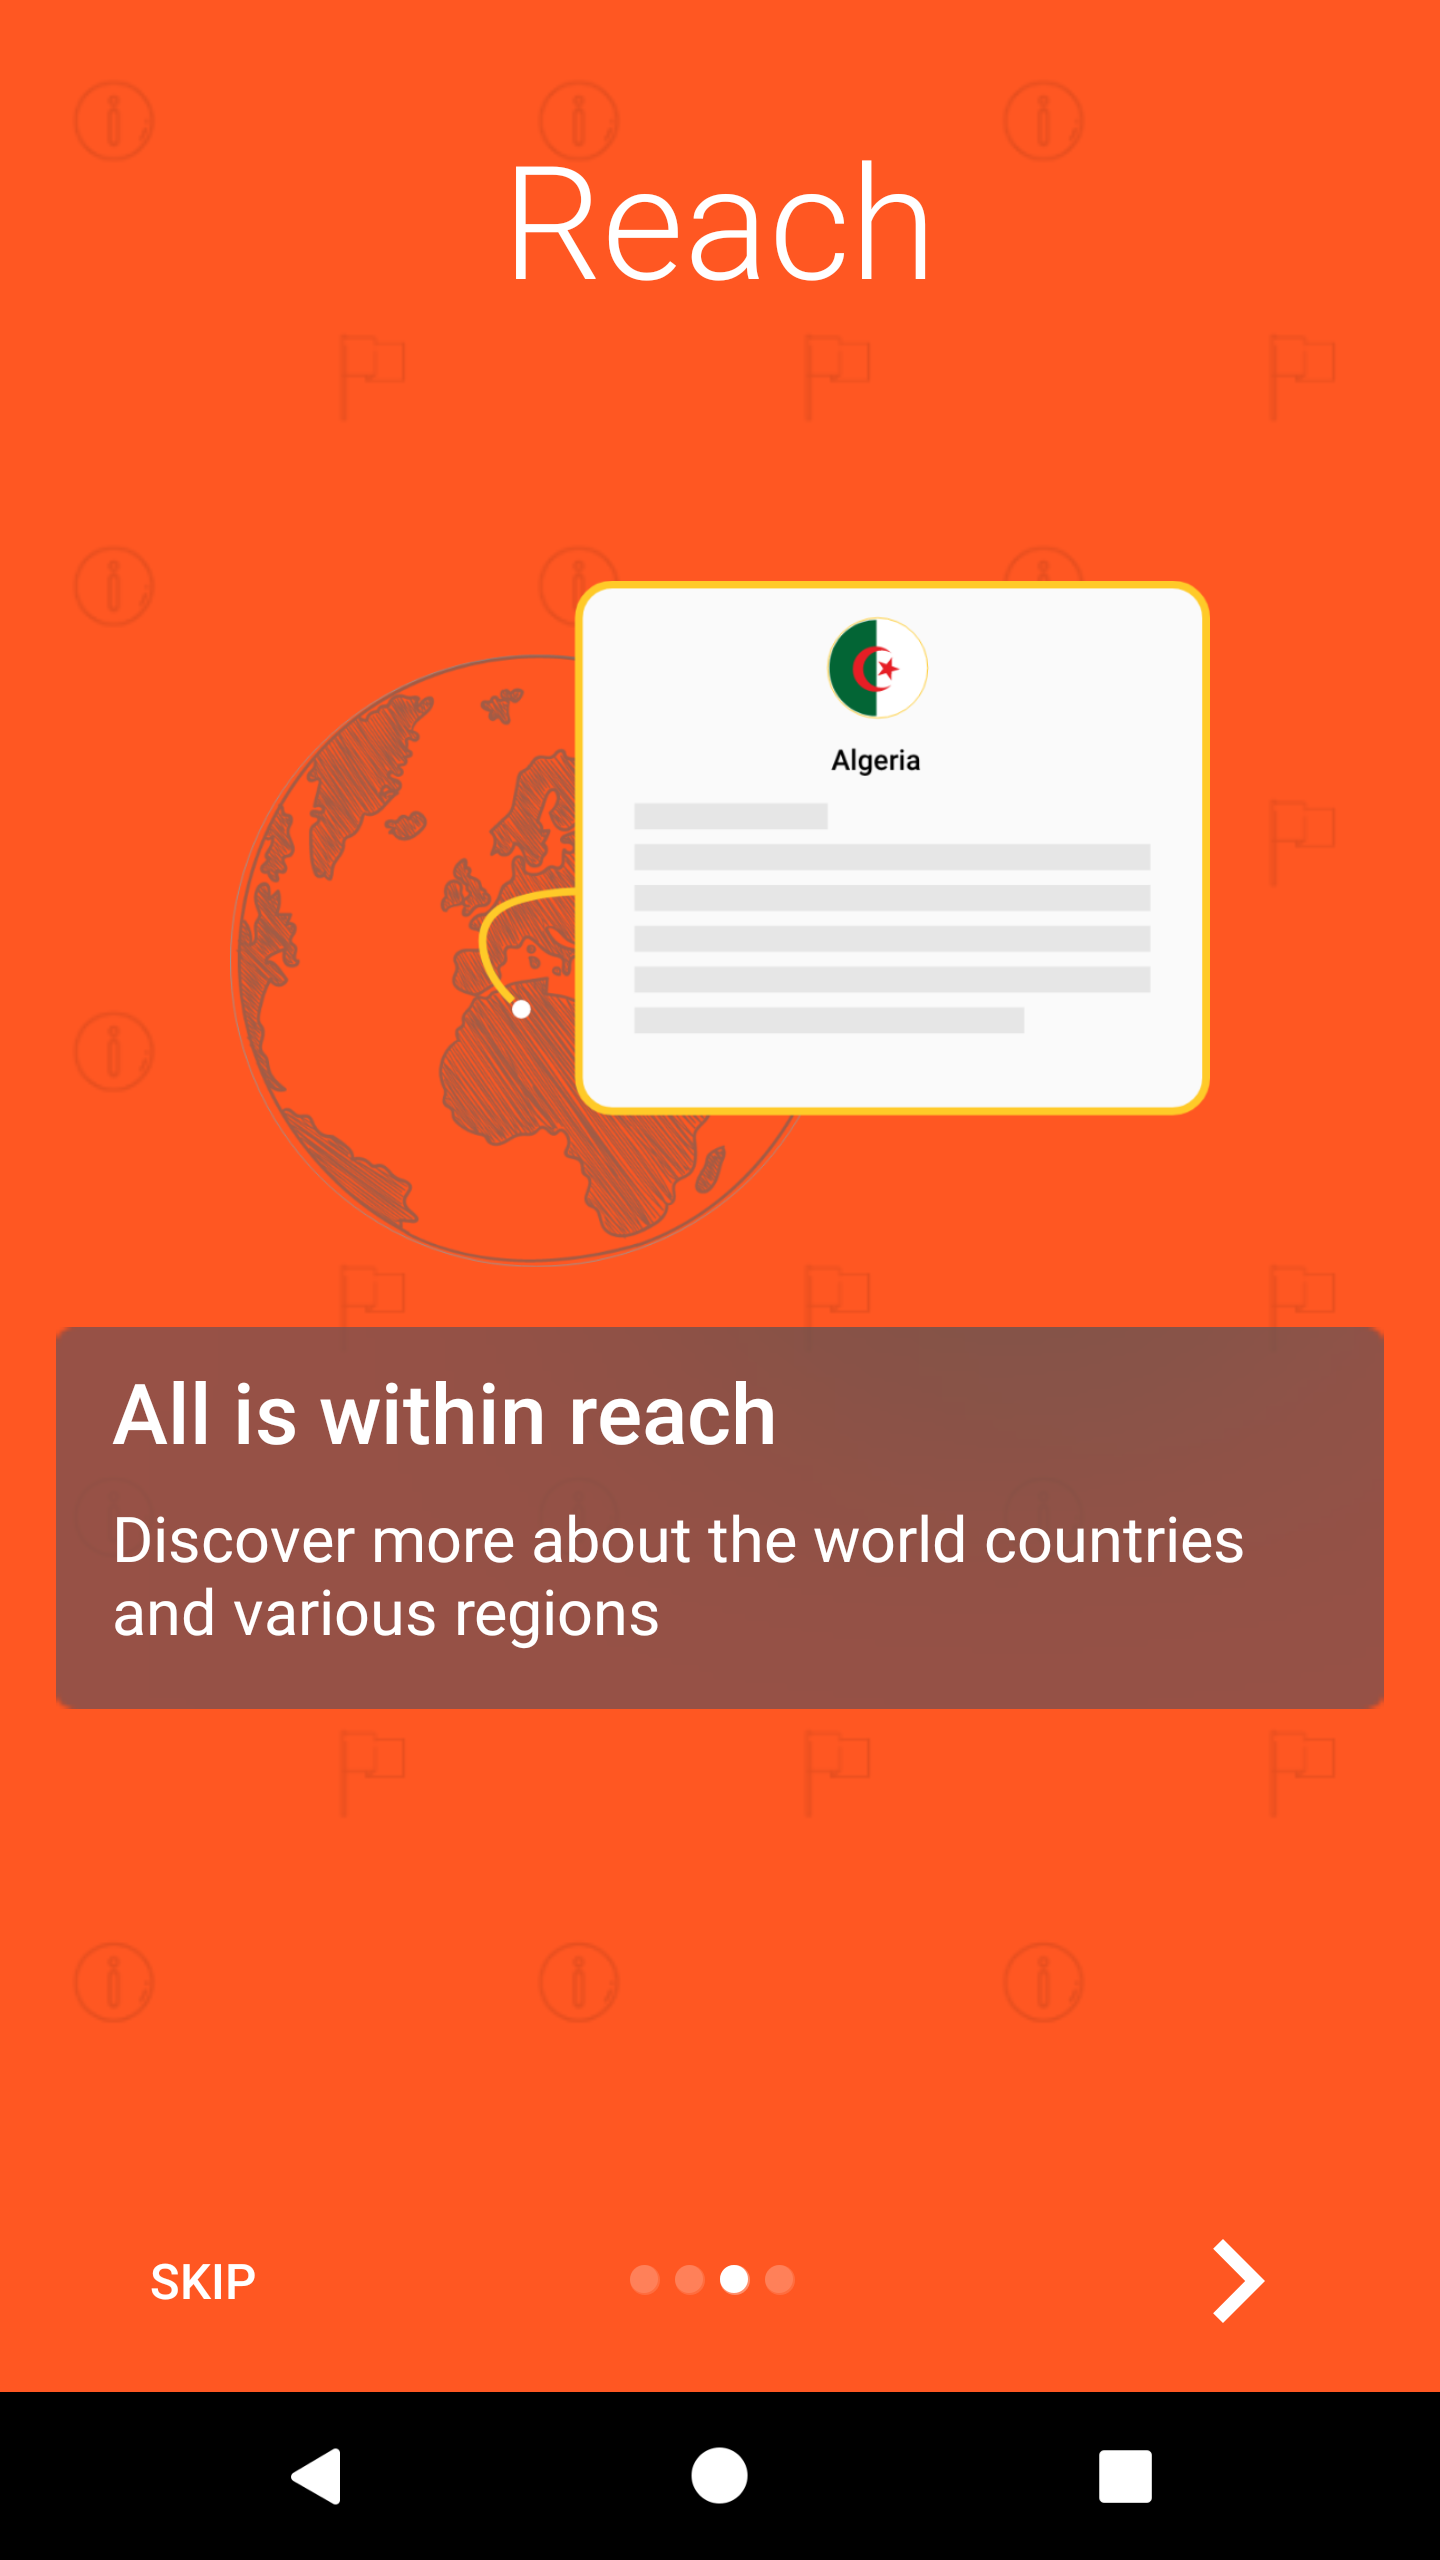 Reach
Algeria
All is within reach
Discover more about the world countries
and various regions
SKIP